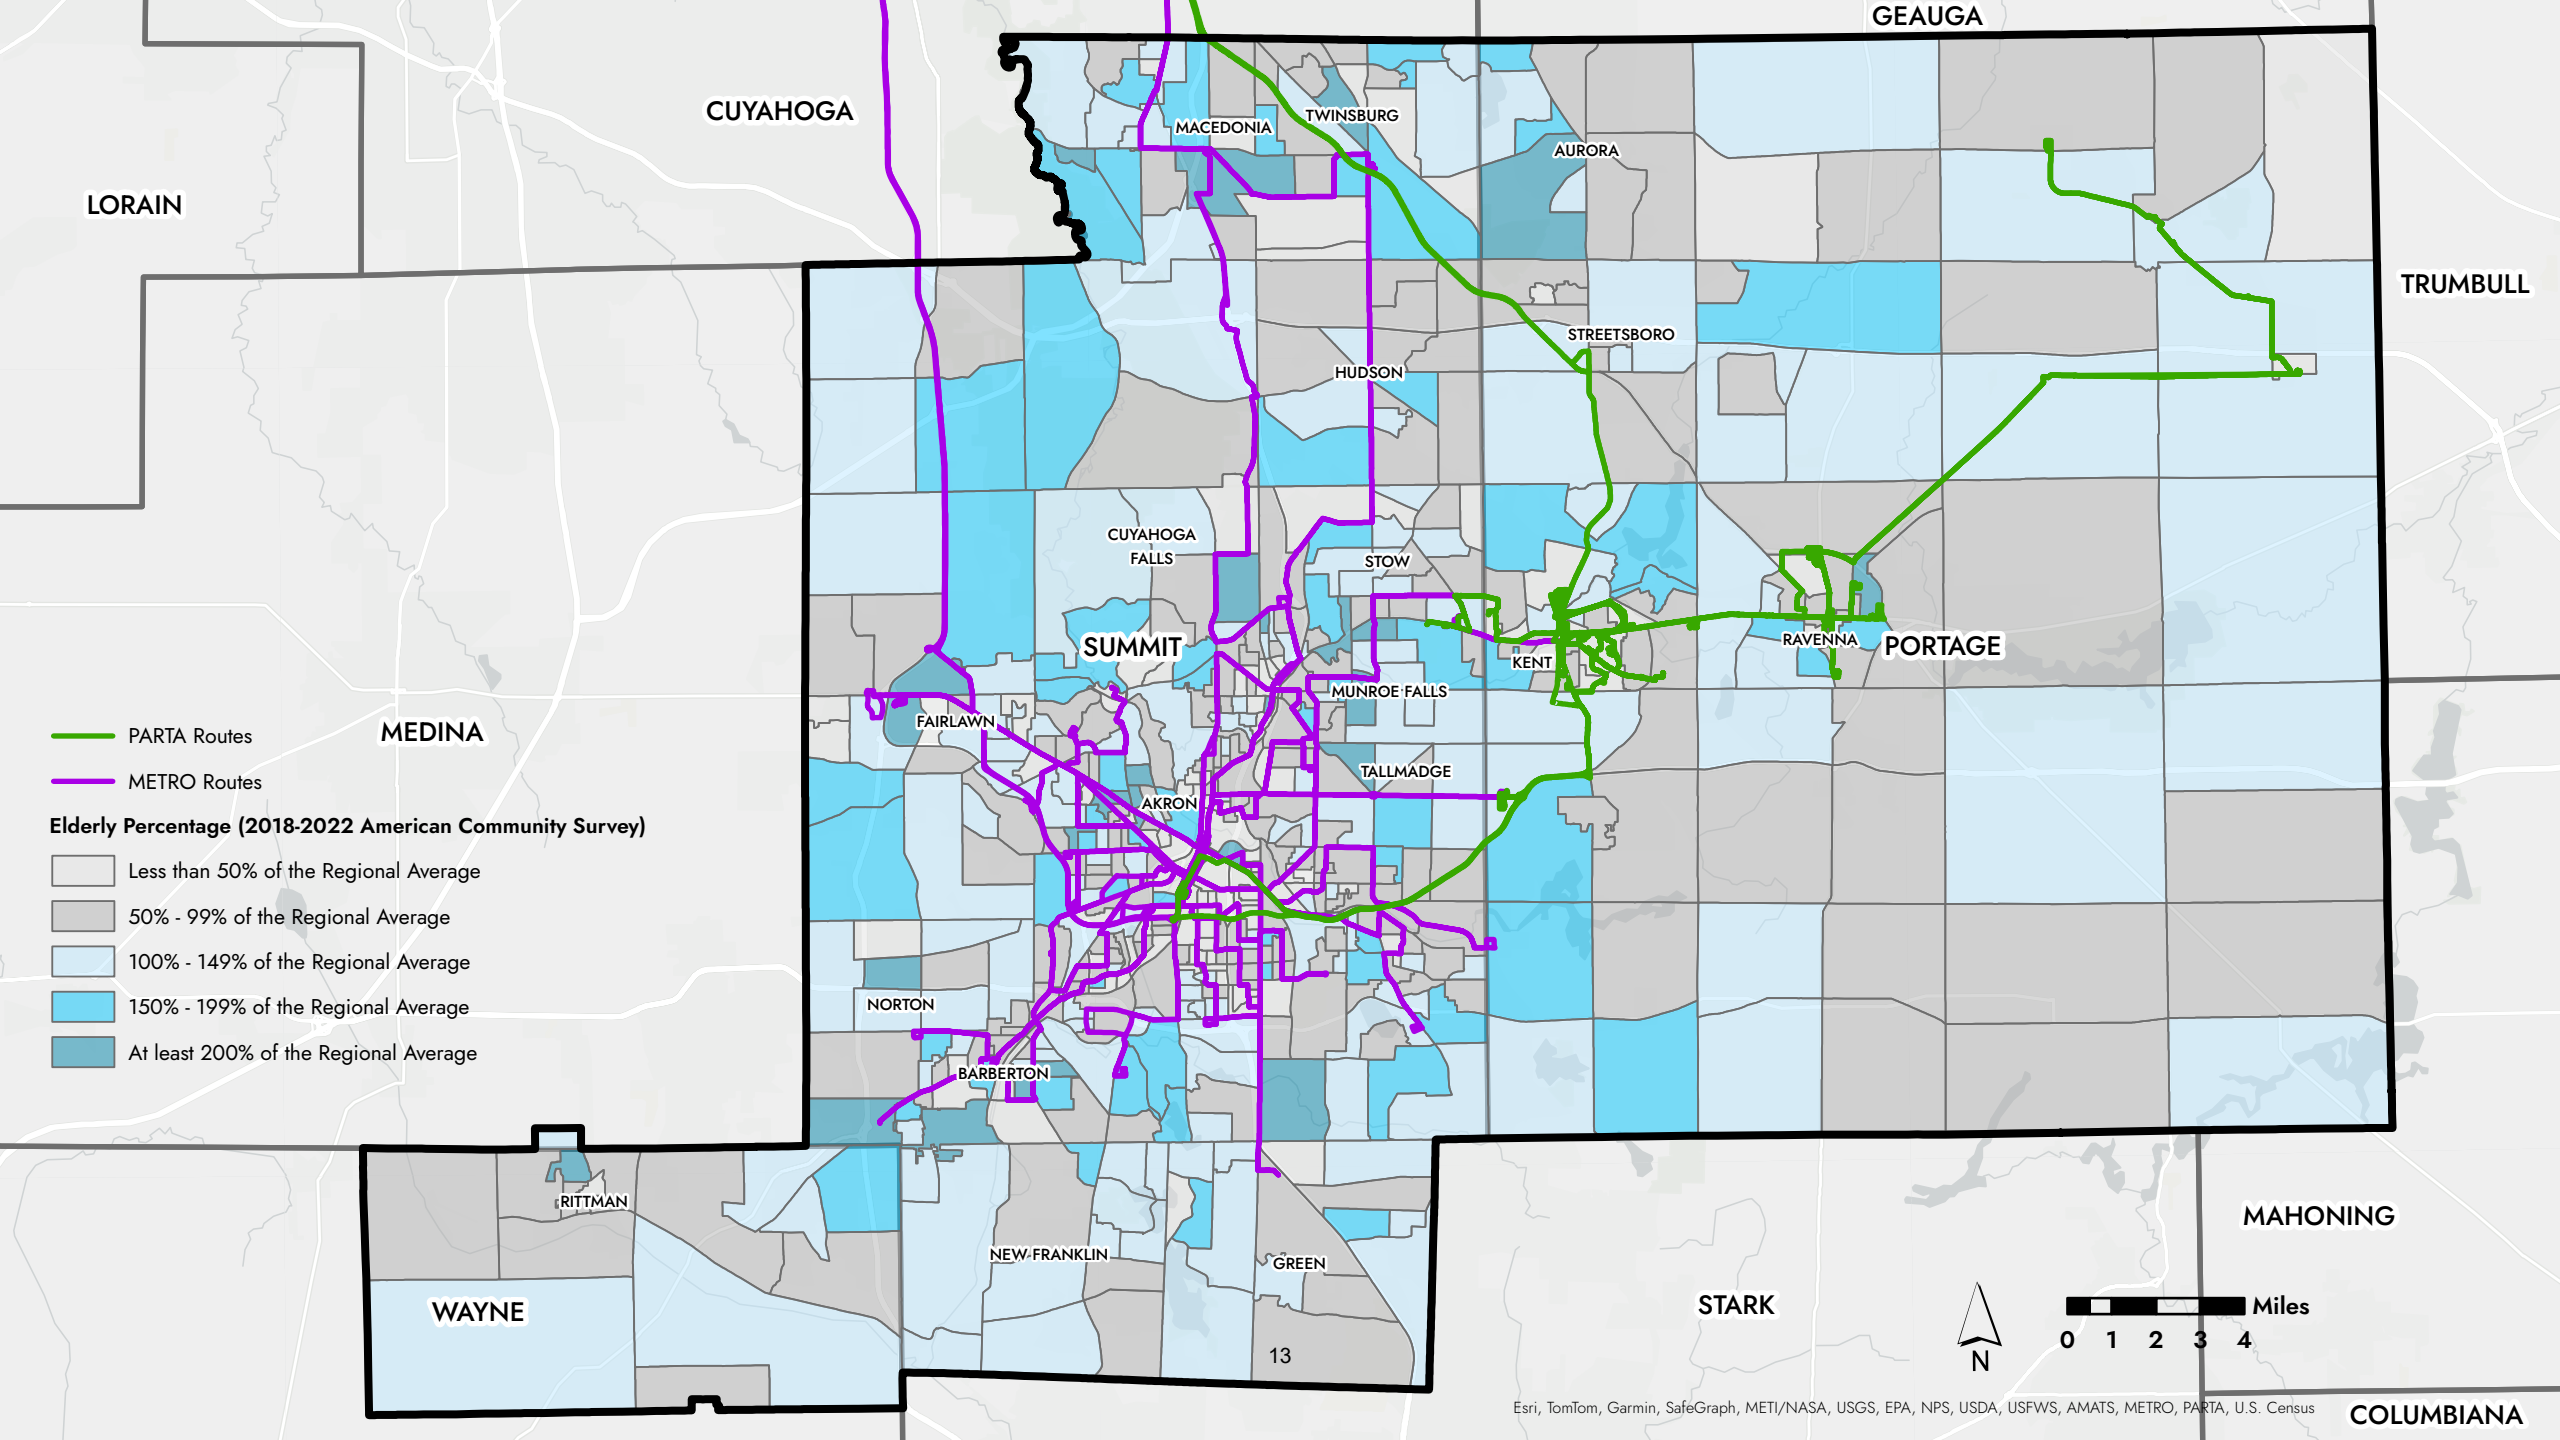 GEAUGA
CUYAHOGA
TWINSBURG
MACEDONIA
AURORA
LORAIN
TRUMBULL
STREETSBORO
HUDSON
CUYAHOGA
FALLS
STOW
SUMMIT
RAVENNA
PORTAGE
KENT
MUNROE FALLS
FAIRLAWN
MEDINA
TALLMADGE
AKRON
NORTON
BARBERTON
RITTMAN
NEW FRANKLIN
GREEN
WAYNE
MAHONING
STARK
COLUMBIANA
PARTA Routes
METRO Routes
Elderly Percentage (2018-2022 American Community Survey)
Less than 50% of the Regional Average
50% - 99% of the Regional Average
100% - 149% of the Regional Average
150% - 199% of the Regional Average
At least 200% of the Regional Average
13
N
Miles
0 1 2 3 4
Esri, TomTom, Garmin, SafeGraph, METI/NASA, USGS, EPA, NPS, USDA, USFWS, AMATS, METRO, PARTA, U.S. Census